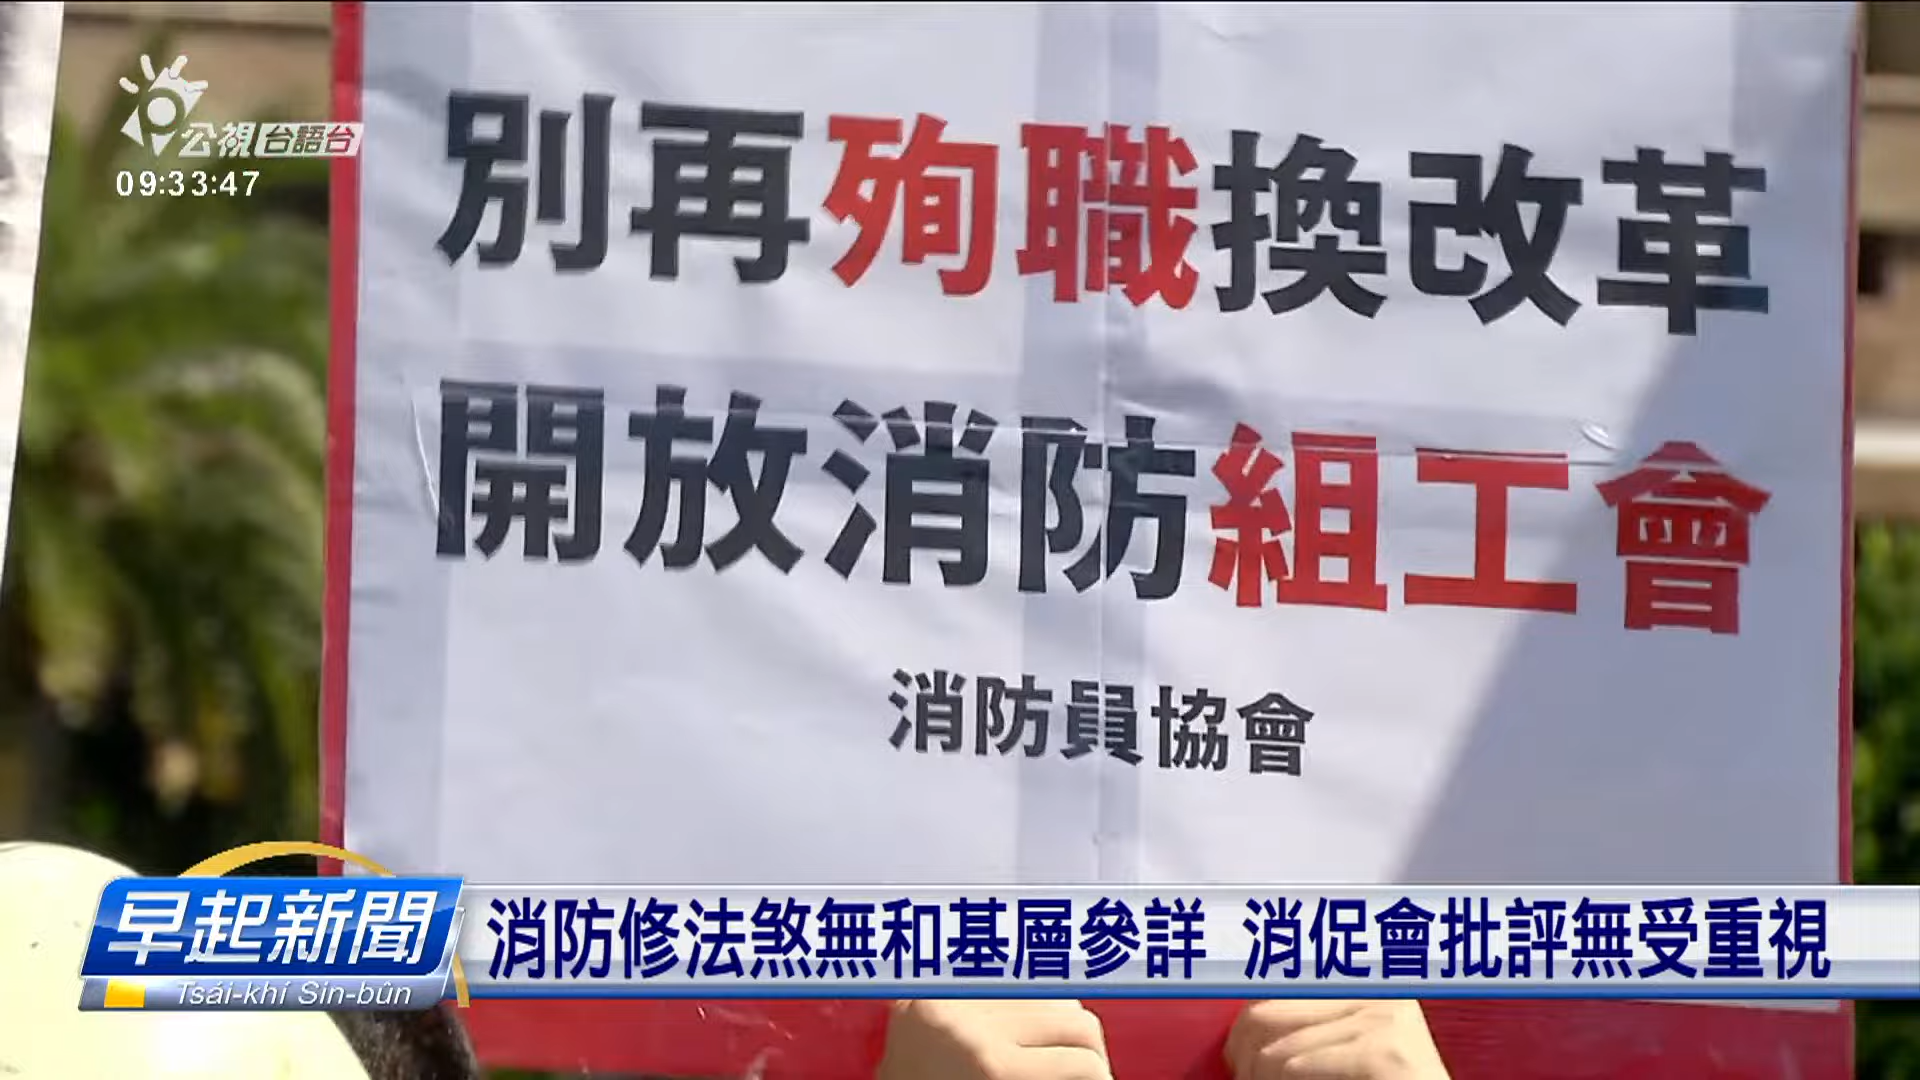 公視台語台
09:33:47
別再殉職換改革
開放消防組工會
消防員協會
早起新聞
Tsái-khí Sin-bûn
消防修法煞無和基層參詳 消促會批評無受重視